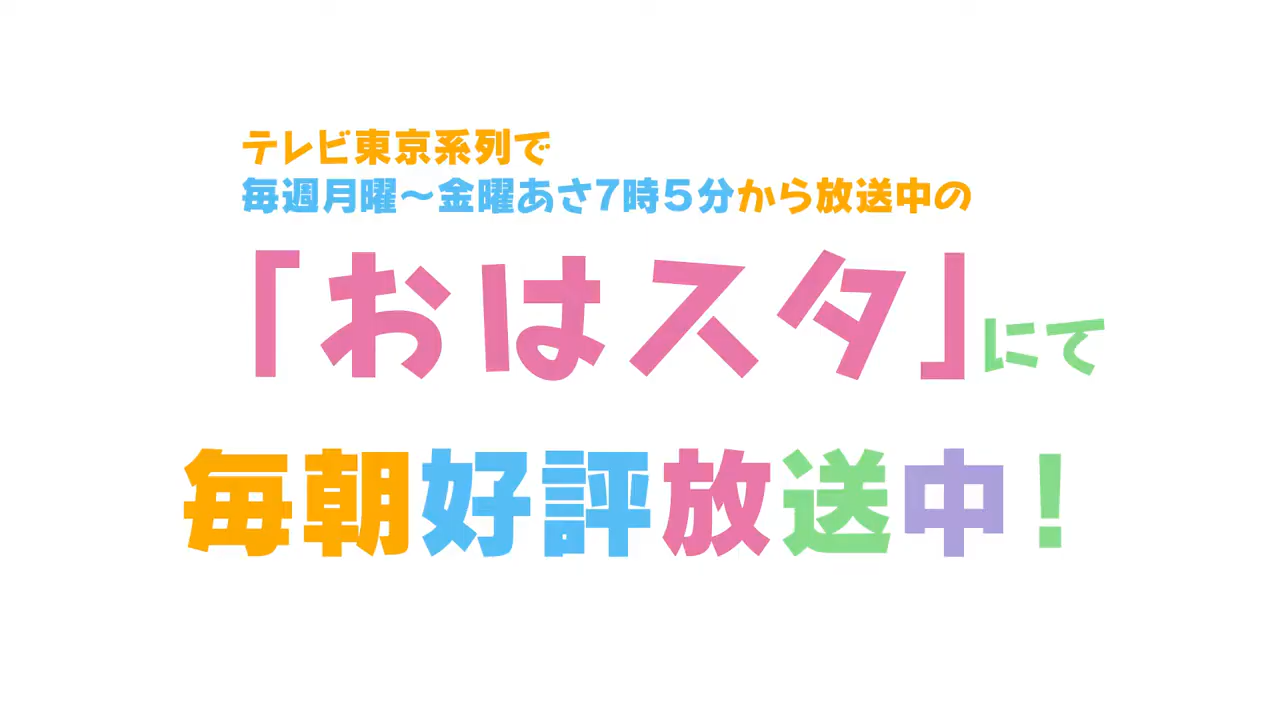 テレビ東京系列で
毎週月曜～金曜あさ7時5分から放送中の
「おはスタ」にて
毎朝好評放送中！